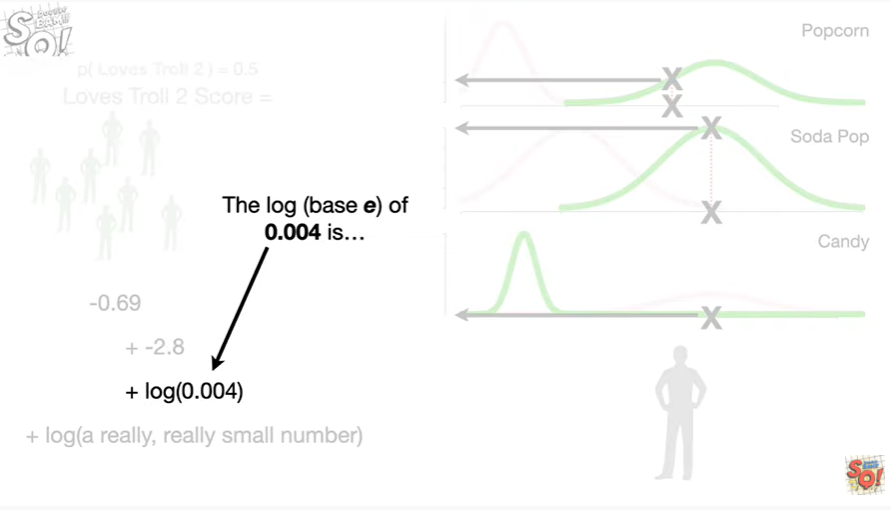 p( Loves Troll 2 ) = 0.5
Loves Troll 2 Score =
The log (base e) of
0.004 is…
-0.69
+ -2.8
+ log(0.004)
+ log(a really, really small number)
Popcorn
Soda Pop
Candy
X
X
X
X
X